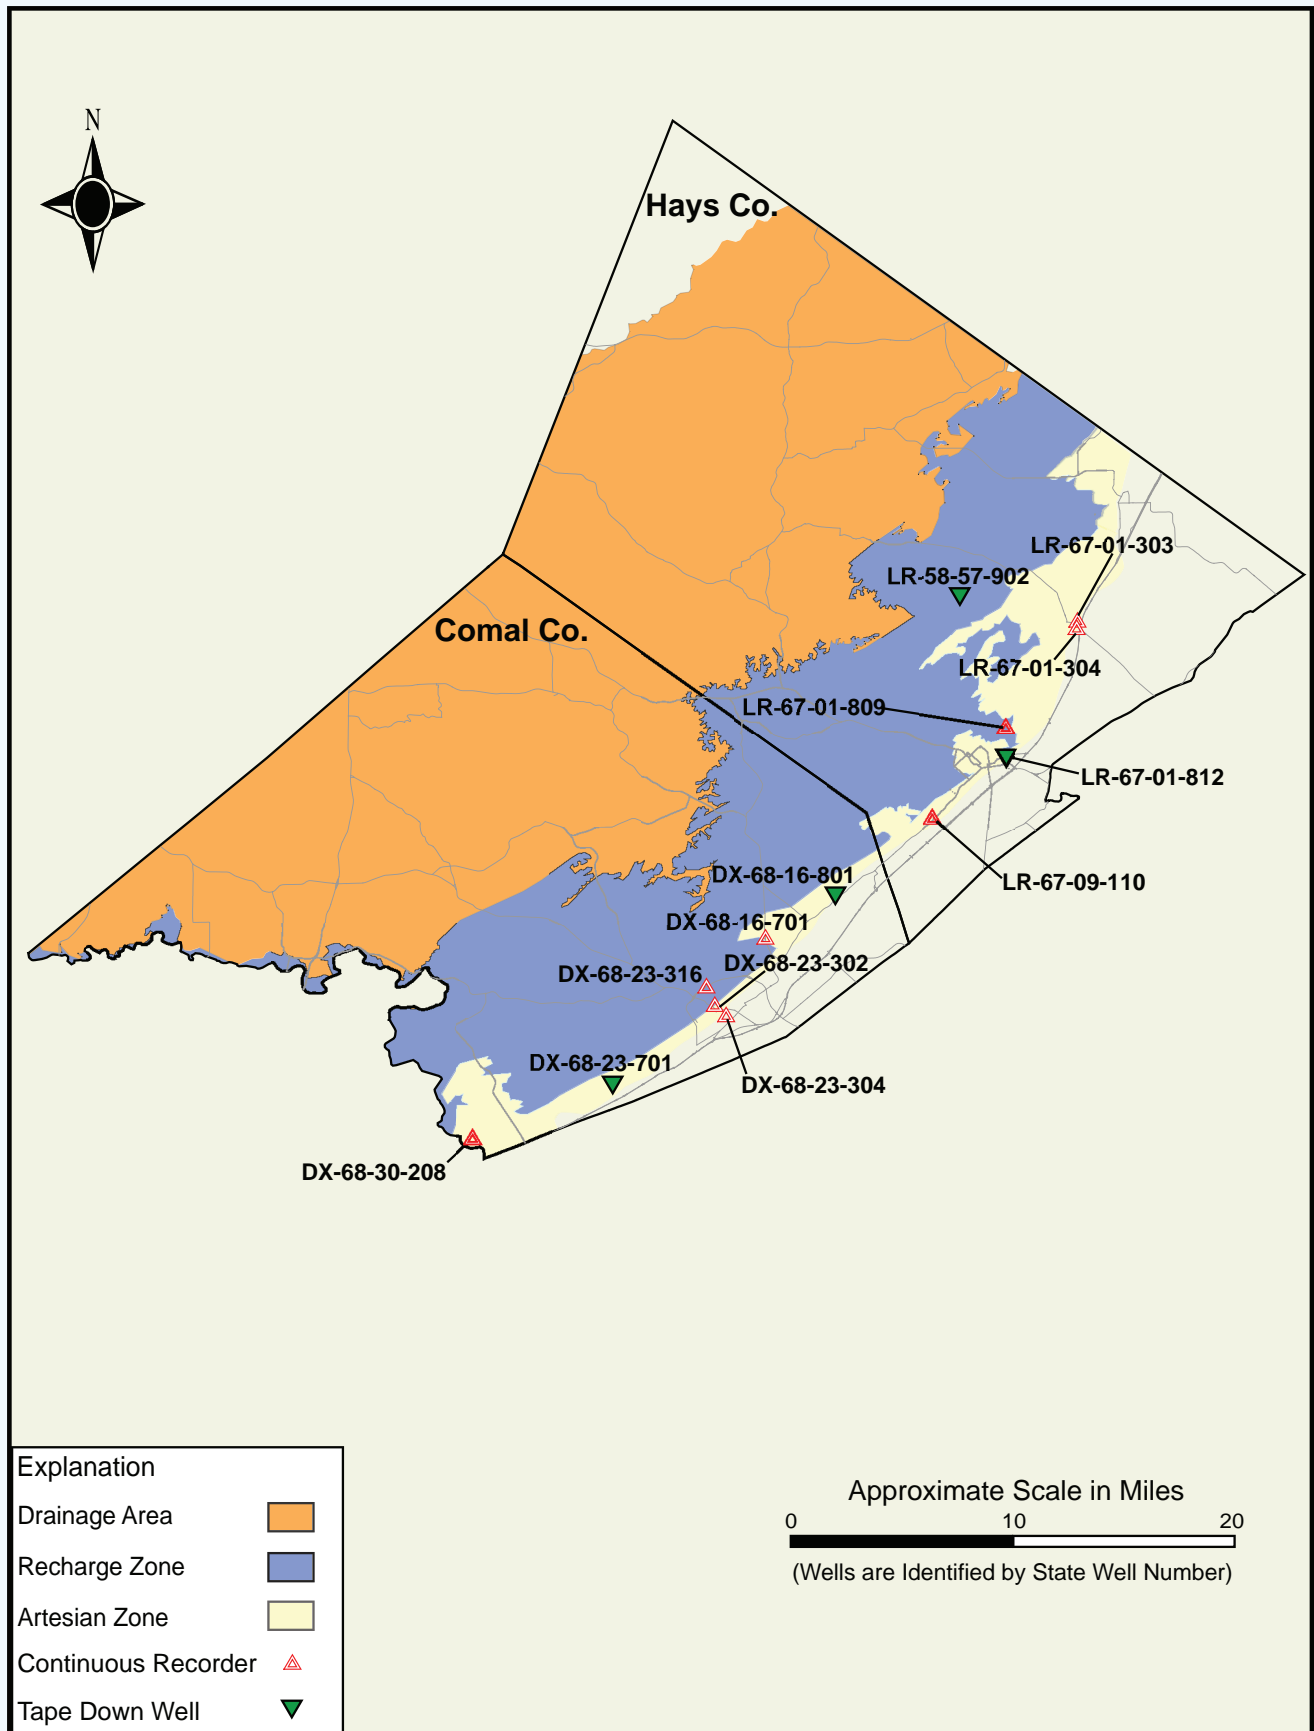 N
Hays Co.
LR-67-01-303
LR-58-57-902
Comal Co.
LR-67-01-304
LR-67-01-809
LR-67-01-812
DX-68-16-801
LR-67-09-110
DX-68-16-701
DX-68-23-302
DX-68-23-316
DX-68-23-701
DX-68-23-304
DX-68-30-208
Explanation
Drainage Area
Recharge Zone
Artesian Zone
Continuous Recorder
Tape Down Well
Approximate Scale in Miles
0 10 20
(Wells are Identified by State Well Number)